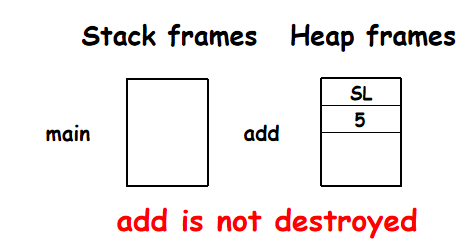 Stack frames Heap frames
SL
5
main add
add is not destroyed